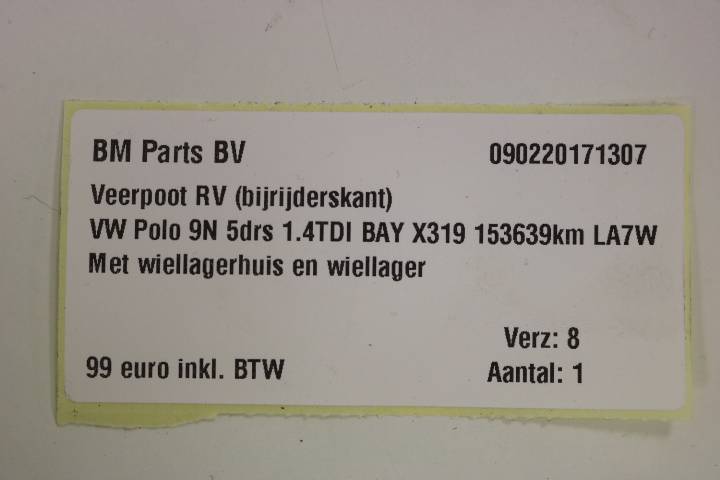 BM Parts BV 090220171307
Veerpoot RV (bijrijderskant)
VW Polo 9N 5drs 1.4TDI BAY X319 153639km LA7W
Met wiellagerhuis en wiellager
Verz: 8
99 euro inkl. BTW Aantal: 1